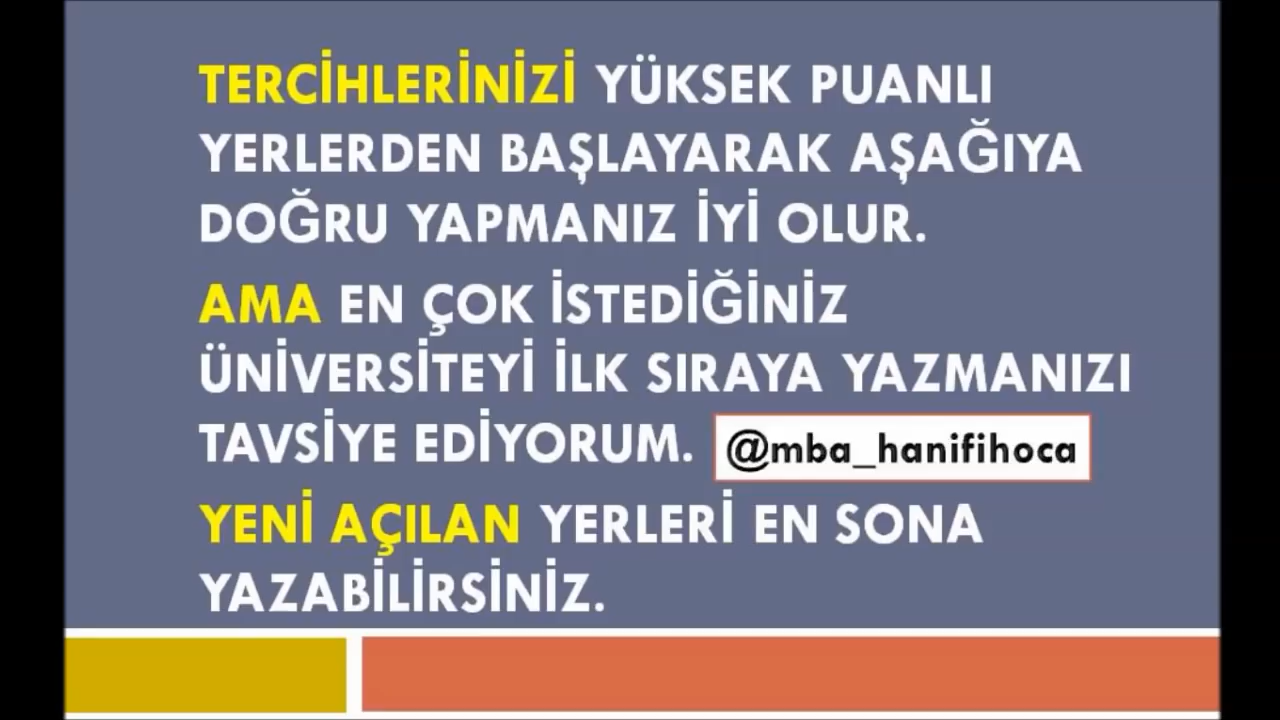 TERCİHLERİNİZİ YÜKSEK PUANLI
YERLERDEN BAŞLAYARAK AŞAĞIYA
DOĞRU YAPMANIZ İYİ OLUR.
AMA EN ÇOK İSTEDİĞİNİZ
ÜNİVERSİTEYİ İLK SIRAYA YAZMANIZI
TAVSİYE EDİYORUM. @mba_hanifihoca
YENİ AÇILAN YERLERİ EN SONA
YAZABİLİRSİNİZ.